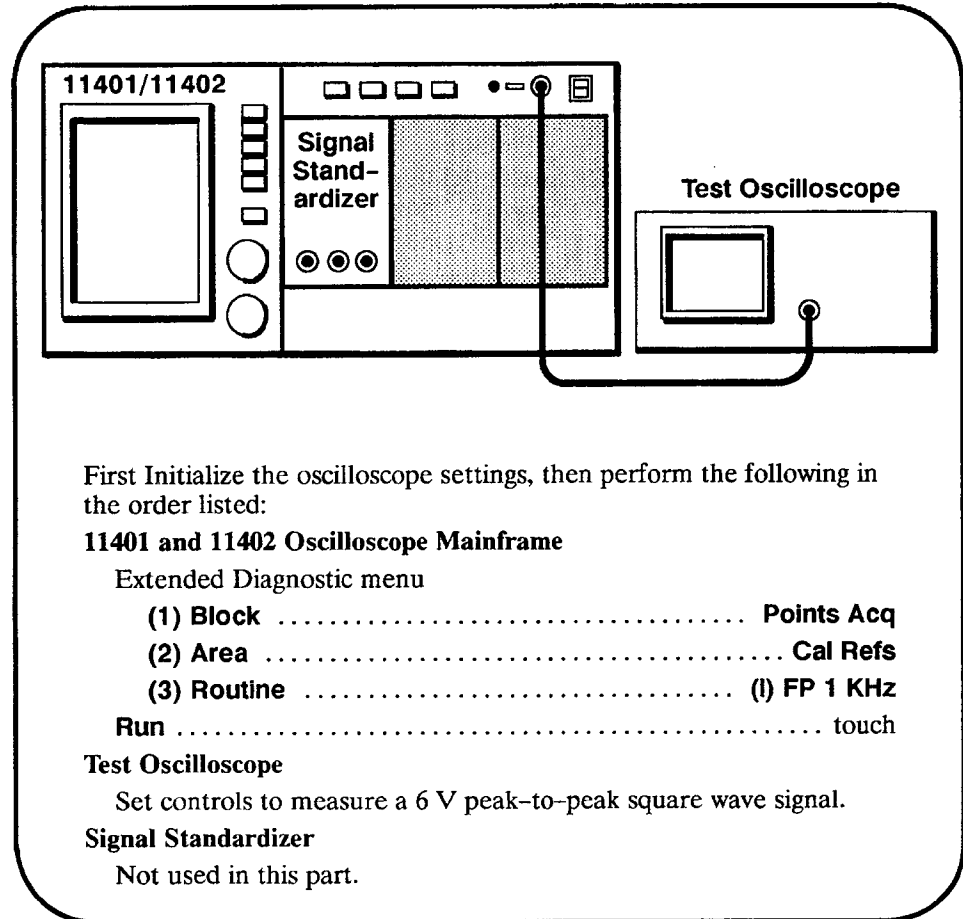 11401/11402
Signal
Stand-
ardizer
Test Oscilloscope
First Initialize the oscilloscope settings, then perform the following in
the order listed:
11401 and 11402 Oscilloscope Mainframe
Extended Diagnostic menu
(1) Block ........................................ Points Acq
(2) Area ............................................ Cal Refs
(3) Routine .................................... (I) FP 1 KHz
Run ...................................................... touch
Test Oscilloscope
Set controls to measure a 6 V peak-to-peak square wave signal.
Signal Standardizer
Not used in this part.